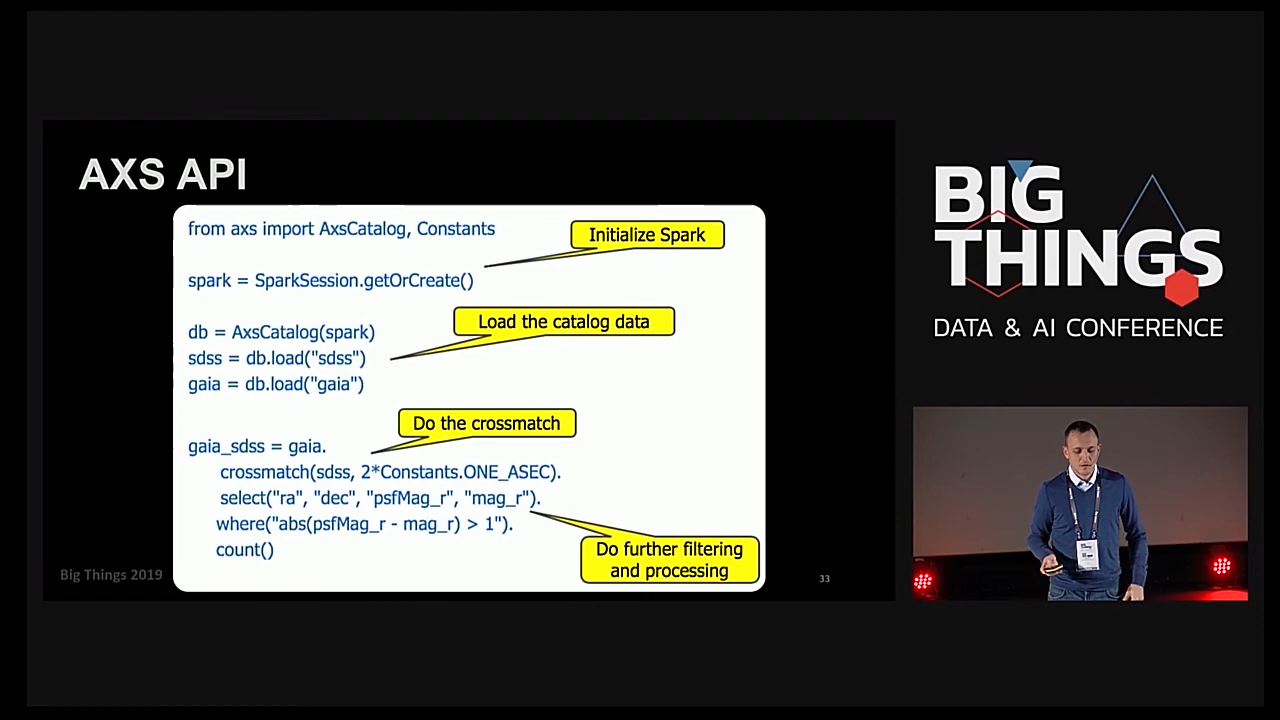 AXS API
from axs import AxsCatalog, Constants
Initialize Spark
spark = SparkSession.getOrCreate()
Load the catalog data
db = AxsCatalog(spark)
sdss = db.load("sdss")
gaia = db.load("gaia")
Do the crossmatch
gaia_sdss = gaia.
crossmatch(sdss, 2*Constants.ONE_ASEC).
select("ra", "dec", "psfMag_r", "mag_r").
where("abs(psfMag_r - mag_r) > 1").
count()
Do further filtering
and processing
Big Things 2019
33
BIG
THINGS
DATA & AI CONFERENCE